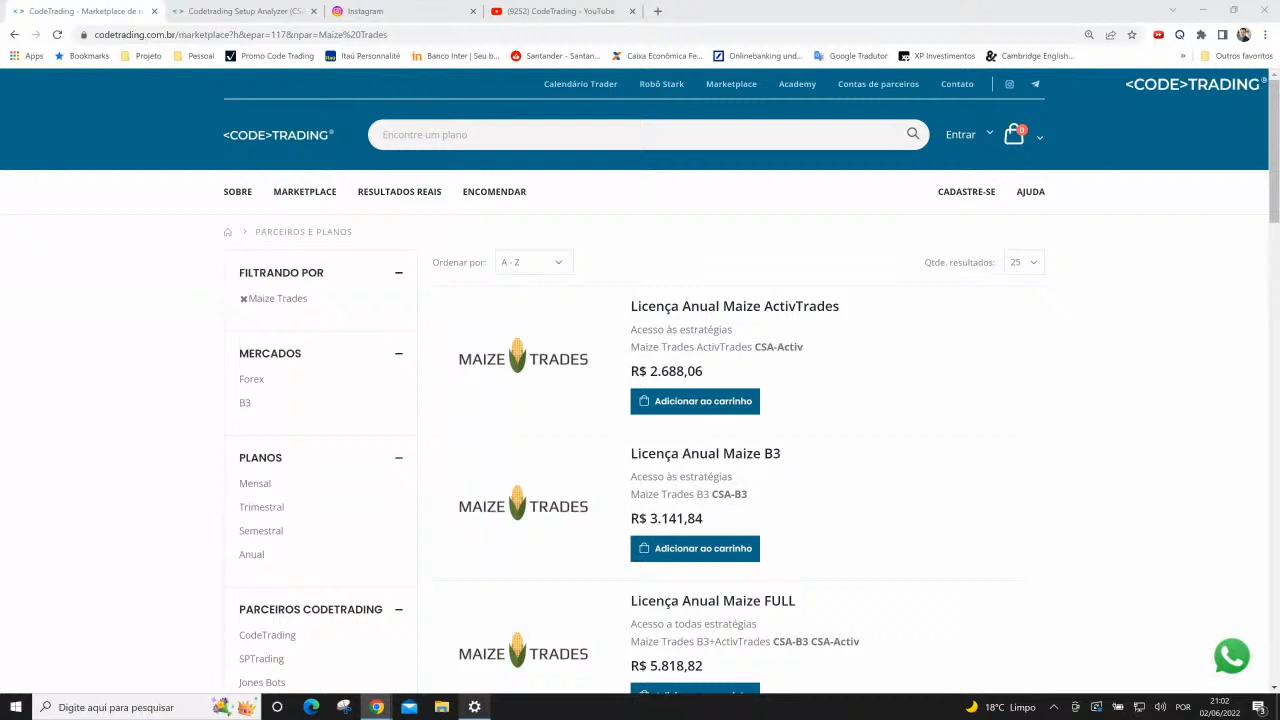 CodeTrading - Marketplace de ro
Codetrading Setup Analyzer (CSA
Instagram
(9252) CodeTrading - YouTube
codetrading.com.br/marketplace?h&epar=117&npar=Maize%20Trades
Apps
Bookmarks
Projeto
Pessoal
Promo Code Trading
Itaú Personnalité
Banco Inter | Seu b...
Santander - Santan...
Caixa Econômica Fe...
Onlinebanking und...
Google Tradutor
XP Investimentos
Cambridge English...
»
Outros favoritos
Calendário Trader
Robô Stark
Marketplace
Academy
Contas de parceiros
Contato
<CODE>TRADING®
<CODE>TRADING®
Encontre um plano
Entrar
0
SOBRE
MARKETPLACE
RESULTADOS REAIS
ENCOMENDAR
CADASTRE-SE
AJUDA
PARCEIROS E PLANOS
FILTRANDO POR
Maize Trades
MERCADOS
Forex
B3
PLANOS
Mensal
Trimestral
Semestral
Anual
PARCEIROS CODETRADING
CodeTrading
SPTrading
Jones Bots
Ordenar por:
A - Z
Qtde. resultados:
25
MAIZE TRADES
Licença Anual Maize ActivTrades
Acesso às estratégias
Maize Trades ActivTrades CSA-Activ
R$ 2.688,06
Adicionar ao carrinho
MAIZE TRADES
Licença Anual Maize B3
Acesso às estratégias
Maize Trades B3 CSA-B3
R$ 3.141,84
Adicionar ao carrinho
MAIZE TRADES
Licença Anual Maize FULL
Acesso a todas estratégias
Maize Trades B3+ActivTrades CSA-B3 CSA-Activ
R$ 5.818,82
Digite aqui para pesquisar
18°C Limpo
POR
21:02
02/06/2022